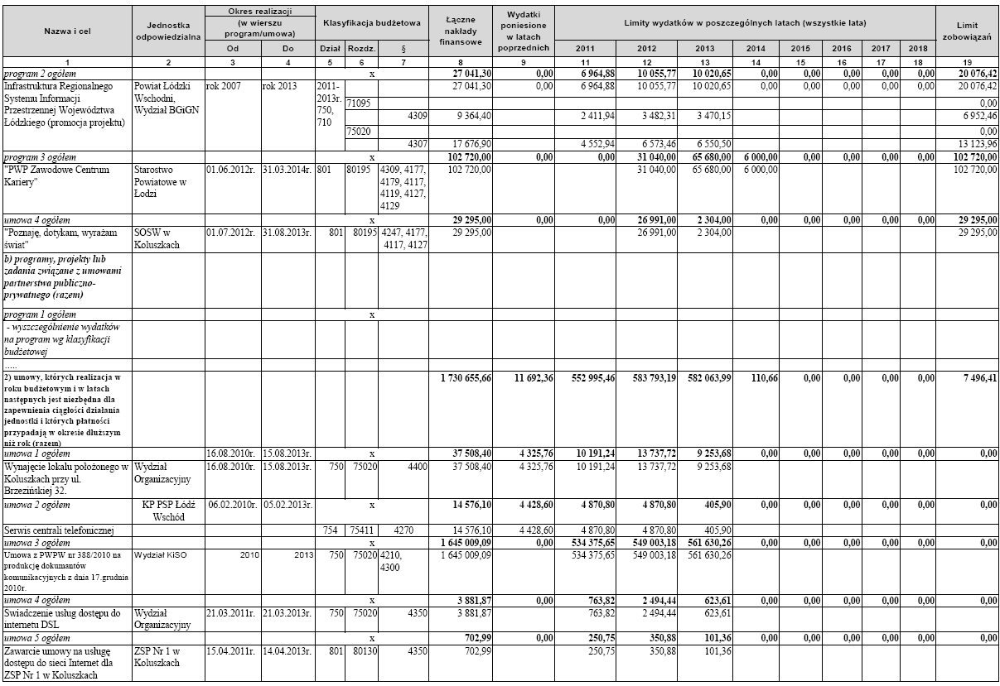 Nazwa i cel	Jednostka odpowiedzialna	Okres realizacji (w wierszu program/umowa)	Klasyfikacja budżetowa	Łączne nakłady finansowe	Wydatki poniesione w latach poprzednich	Limity wydatków w poszczególnych latach (wszystkie lata)	Limit zobowiązań
Od	Do	Dział	Rozdz.	§	2011	2012	2013	2014	2015	2016	2017	2018
1	2	3	4	5	6	7	8	9	11	12	13	14	15	16	17	18	19
program 2 ogółem	x	27 041,30	0,00	6 964,88	10 055,77	10 020,65	0,00	0,00	0,00	0,00	0,00	20 076,42
Infrastruktura Regionalnego	Powiat Łódzki	rok 2007	rok 2013	2011-	27 041,30	0,00	6 964,88	10 055,77	10 020,65	0,00	0,00	0,00	0,00	0,00	20 076,42
Systemu Informacji	Wschodni,	2013r.	71095	0,00
Przestrzennej Województwa	Wydział BGiGN	750,
Łódzkiego (promocja projektu)	710	4309	9 364,40	2 411,94	3 482,31	3 470,15	6 952,46
75020	0,00
4307	17 676,90	4 552,94	6 573,46	6 550,50	13 123,96
program 3 ogółem	x	102 720,00	0,00	0,00	31 040,00	65 680,00	6 000,00	0,00	0,00	0,00	0,00	102 720,00
"PWP Zawodowe Centrum	Starostwo	01.06.2012r.	31.03.2014r.	801	80195	4309, 4177,	102 720,00	31 040,00	65 680,00	6 000,00	102 720,00
Kariery"	Powiatowe w	4179, 4117,
Łodzi	4119, 4127,
4129
umowa 4 ogółem	x	29 295,00	0,00	0,00	26 991,00	2 304,00	0,00	0,00	0,00	0,00	0,00	29 295,00
"Poznaję, dotykam, wyrażam	SOSW w	01.07.2012r.	31.08.2013r.	801	80195	4247, 4177,	29 295,00	26 991,00	2 304,00	29 295,00
świat"	Koluszkach	4117, 4127
b) programy, projekty lub
zadania związane z umowami
partnerstwa publiczno-
prywatnego (razem)
program 1 ogółem	x
- wyszczególnienie wydatków
na program wg klasyfikacji
budżetowej
.....
2) umowy, których realizacja w	1 730 655,66	11 692,36	552 995,46	583 793,19	582 063,99	110,66	0,00	0,00	0,00	0,00	7 496,41
roku budżetowym i w latach
następnych jest niezbędna dla
zapewnienia ciągłości działania
jednostki i których płatności
przypadają w okresie dłuższym
niż rok (razem)
umowa 1 ogółem	16.08.2010r.	15.08.2013r.	x	37 508,40	4 325,76	10 191,24	13 737,72	9 253,68	0,00	0,00	0,00	0,00	0,00	0,00
Wynajęcie lokalu położonego w	Wydział	16.08.2010r.	15.08.2013r.	750	75020	4400	37 508,40	4 325,76	10 191,24	13 737,72	9 253,68
Koluszkach przy ul.	Organizacyjny
Brzezińskiej 32.
umowa 2 ogółem	KP PSP Łódź	06.02.2010r.	05.02.2013r.	x	14 576,10	4 428,60	4 870,80	4 870,80	405,90	0,00	0,00	0,00	0,00	0,00	0,00
Wschód
Serwis centrali telefonicznej	754	75411	4270	14 576,10	4 428,60	4 870,80	4 870,80	405,90
umowa 3 ogółem	x	1 645 009,09	0,00	534 375,65	549 003,18	561 630,26	0,00	0,00	0,00	0,00	0,00	0,00
Umowa z PWPW nr 388/2010 na	Wydział KiSO	2010	2013	750	75020	4210,	1 645 009,09	534 375,65	549 003,18	561 630,26
produkcję dokumantów	4300
komunikacyjnych z dnia 17.grudnia
2010r.
umowa 4 ogółem	x	3 881,87	0,00	763,82	2 494,44	623,61	0,00	0,00	0,00	0,00	0,00	0,00
Swiadczenie usług dostępu do	Wydział	21.03.2011r.	21.03.2013r.	750	75020	4350	3 881,87	763,82	2 494,44	623,61
internetu DSL	Organizacyjny
umowa 5 ogółem	x	702,99	0,00	250,75	350,88	101,36	0,00	0,00	0,00	0,00	0,00	0,00
Zawarcie umowy na usługę	ZSP Nr 1 w	15.04.2011r.	14.04.2013r.	801	80130	4350	702,99	250,75	350,88	101,36
dostępu do sieci Internet dla	Koluszkach
ZSP Nr 1 w Koluszkach